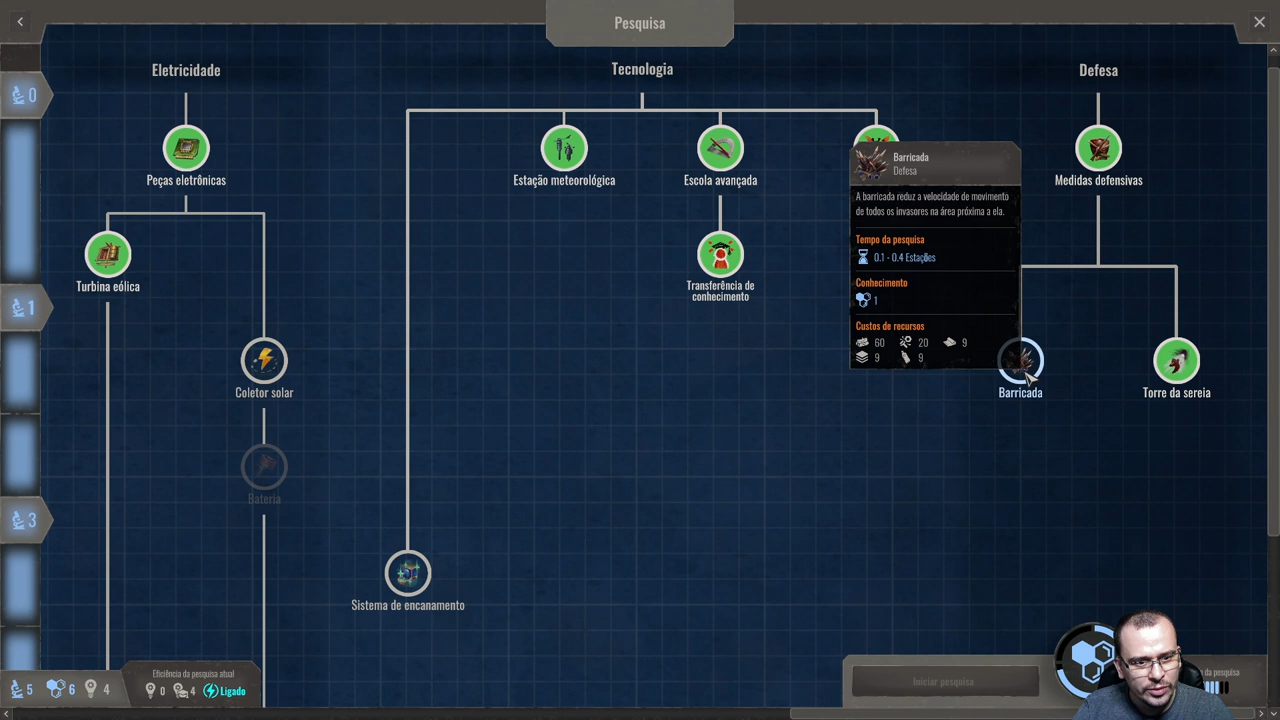 Pesquisa
Eletricidade
Tecnologia
Defesa
0
Peças eletrônicas
Estação meteorológica
Escola avançada
Medidas defensivas
Barricada
Defesa
A barricada reduz a velocidade de movimento
de todos os invasores na área próxima a ela.
Tempo da pesquisa
0.1 - 0.4 Estações
Conhecimento
1
Custos de recursos
60 20 9
9 9
Turbina eólica
Transferência de
conhecimento
1
Coletor solar
Barricada
Torre da sereia
Bateria
3
Sistema de encanamento
5 6 4
Eficiência da pesquisa atual
0 4 Ligado
Iniciar pesquisa
da pesquisa